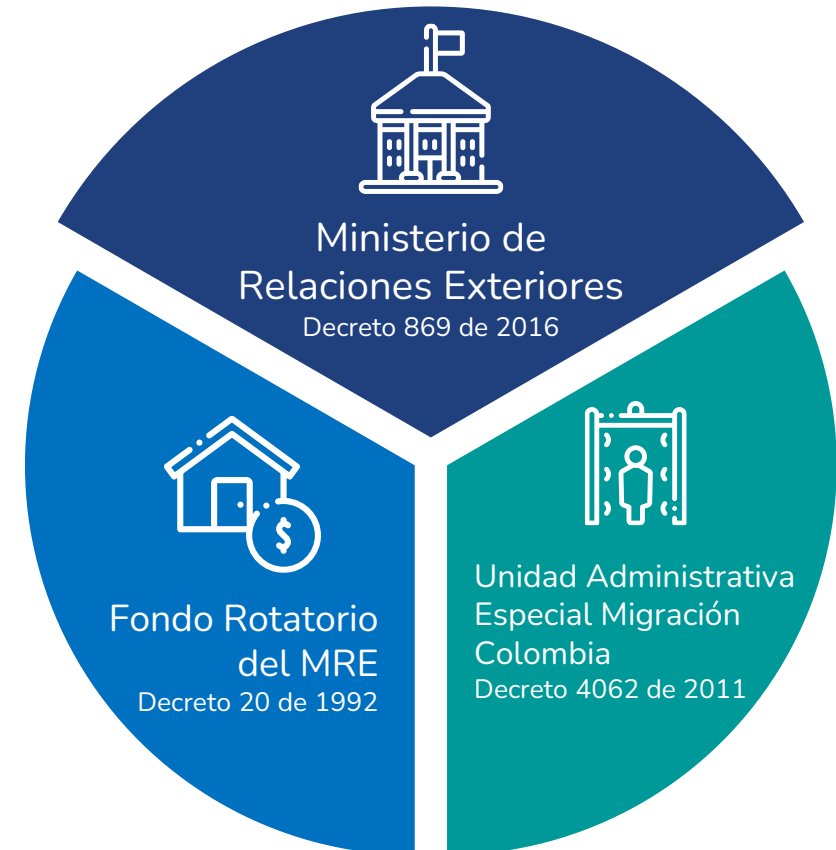 Ministerio de
Relaciones Exteriores
Decreto 869 de 2016
$
Fondo Rotatorio
del MRE
Decreto 20 de 1992
Unidad Administrativa
Especial Migración
Colombia
Decreto 4062 de 2011